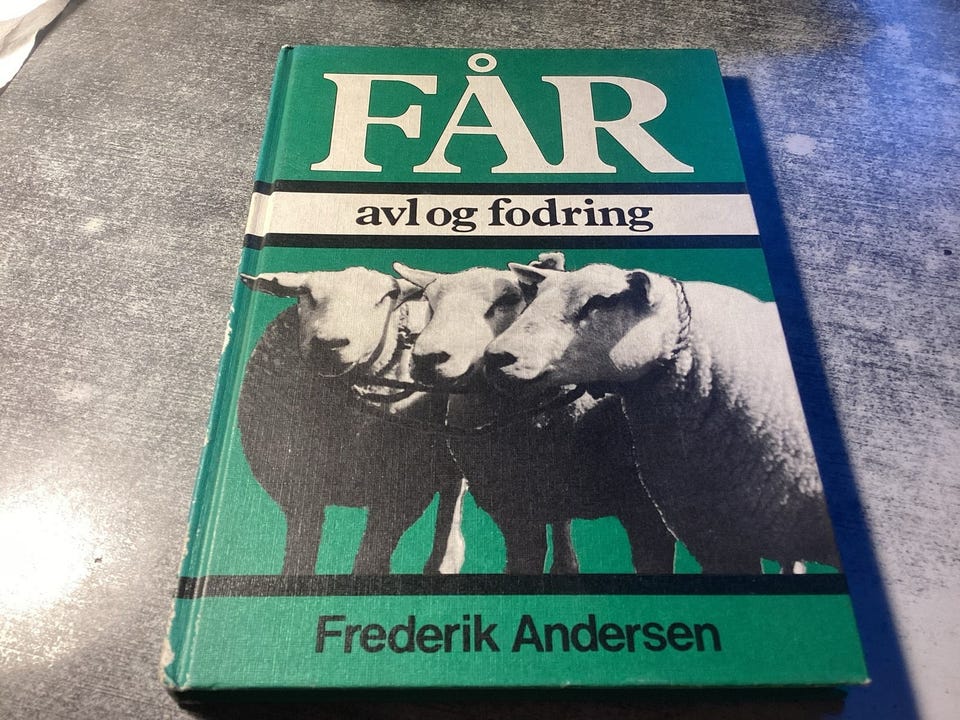 FÅR
avl og fodring
Frederik Andersen